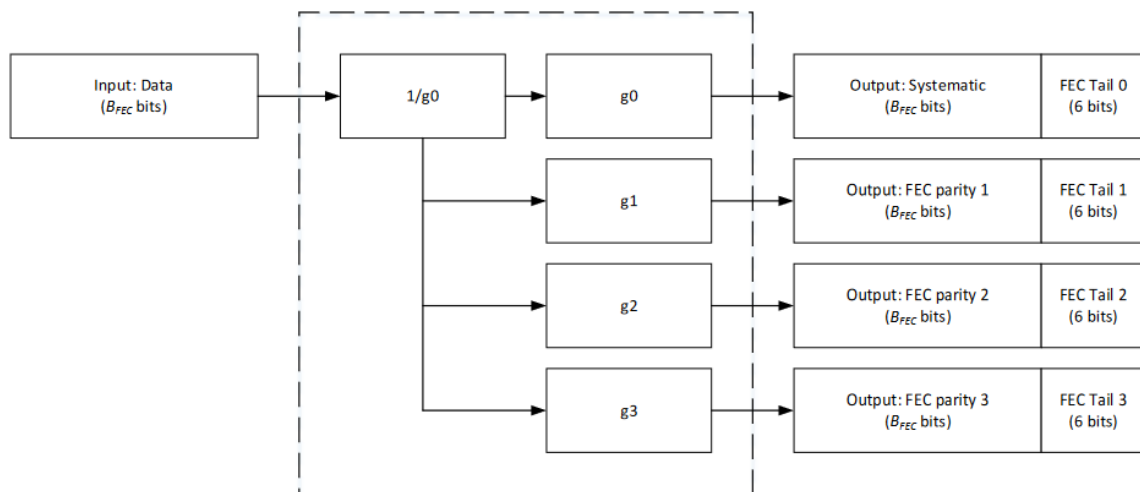 Input: Data
(B_FEC bits)
1/g0
g0
Output: Systematic
(B_FEC bits)
FEC Tail 0
(6 bits)
g1
Output: FEC parity 1
(B_FEC bits)
FEC Tail 1
(6 bits)
g2
Output: FEC parity 2
(B_FEC bits)
FEC Tail 2
(6 bits)
g3
Output: FEC parity 3
(B_FEC bits)
FEC Tail 3
(6 bits)